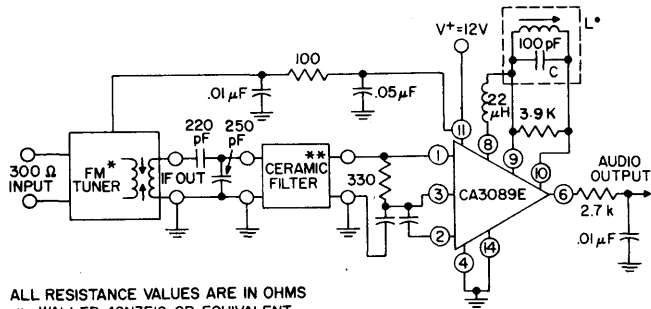 V+=12V
L*
100
100 pF
C
.01 μF
.05 μF
22 μH
3.9 K
220 pF
250 pF
11
8
9
10
300 Ω INPUT
FM* TUNER
IF OUT
** CERAMIC FILTER
330
1
3
2
CA3089E
6
AUDIO OUTPUT
2.7 k
.01 μF
4
14
ALL RESISTANCE VALUES ARE IN OHMS